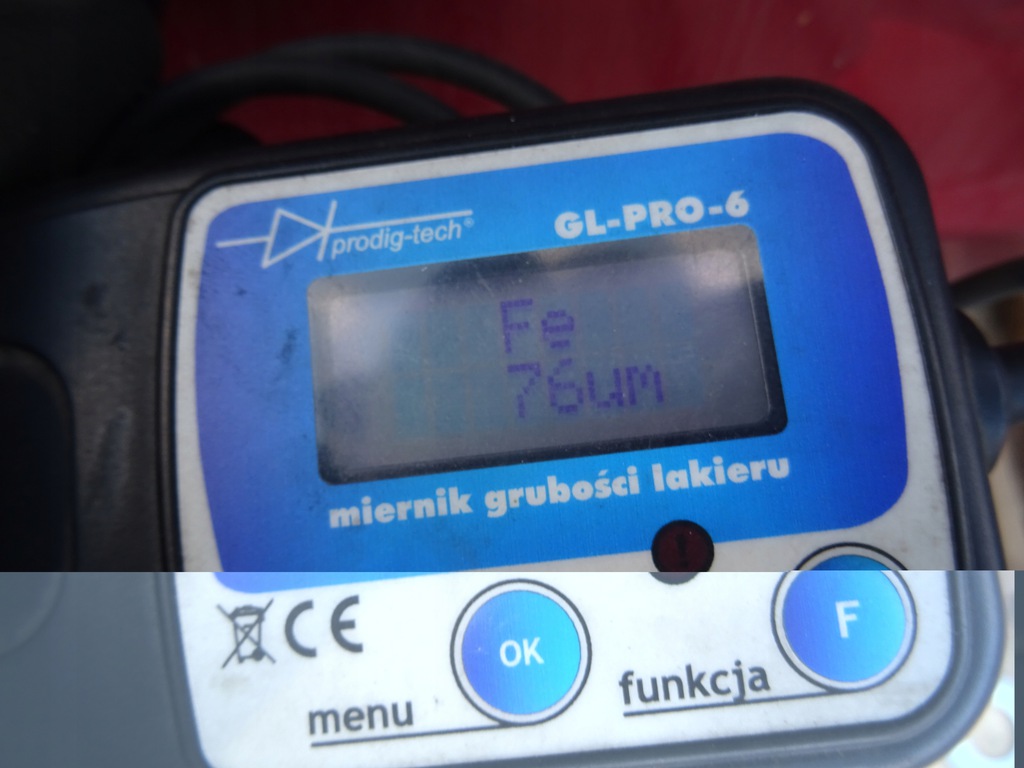 prodig-tech®
GL-PRO-6
Fe
76um
miernik grubości lakieru
CE
OK
F
menu
funkcja